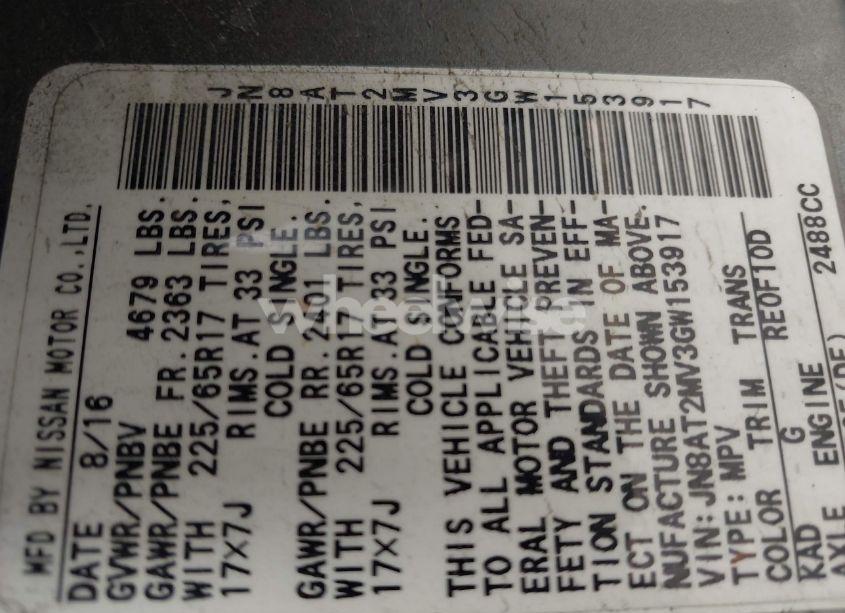 JN8AT2MV3GW153917
MFD BY NISSAN MOTOR CO.,LTD.
DATE 8/16
GVWR/PNBV 4679 LBS.
GAWR/PNBE FR.2363 LBS.
WITH 225/65R17 TIRES,
17X7J RIMS.AT 33 PSI
COLD SINGLE.
GAWR/PNBE RR.2401 LBS.
WITH 225/65R17 TIRES,
17X7J RIMS.AT 33 PSI
COLD SINGLE.
THIS VEHICLE CONFORMS
TO ALL APPLICABLE FED-
ERAL MOTOR VEHICLE SA-
FETY AND THEFT PREVEN-
TION STANDARDS IN EFF-
ECT ON THE DATE OF MA-
NUFACTURE SHOWN ABOVE.
VIN:JN8AT2MV3GW153917
TYPE:MPV
COLOR TRIM TRANS
KAD G RE0F10D
AXLE ENGINE 2488CC